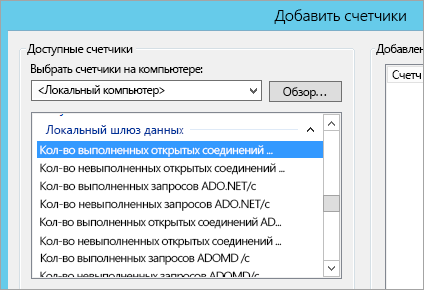 Добавить счетчики
Доступные счетчики
Выбрать счетчики на компьютере:
<Локальный компьютер>
Обзор...
Локальный шлюз данных
Кол-во выполненных открытых соединений ...
Кол-во невыполненных открытых соединений ...
Кол-во выполненных запросов ADO.NET/с
Кол-во невыполненных запросов ADO.NET/с
Кол-во выполненных открытых соединений AD...
Кол-во невыполненных открытых соединений ...
Кол-во выполненных запросов ADOMD /с
Кол-во невыполненных запросов ADOMD/с
Добавлен
Счетч